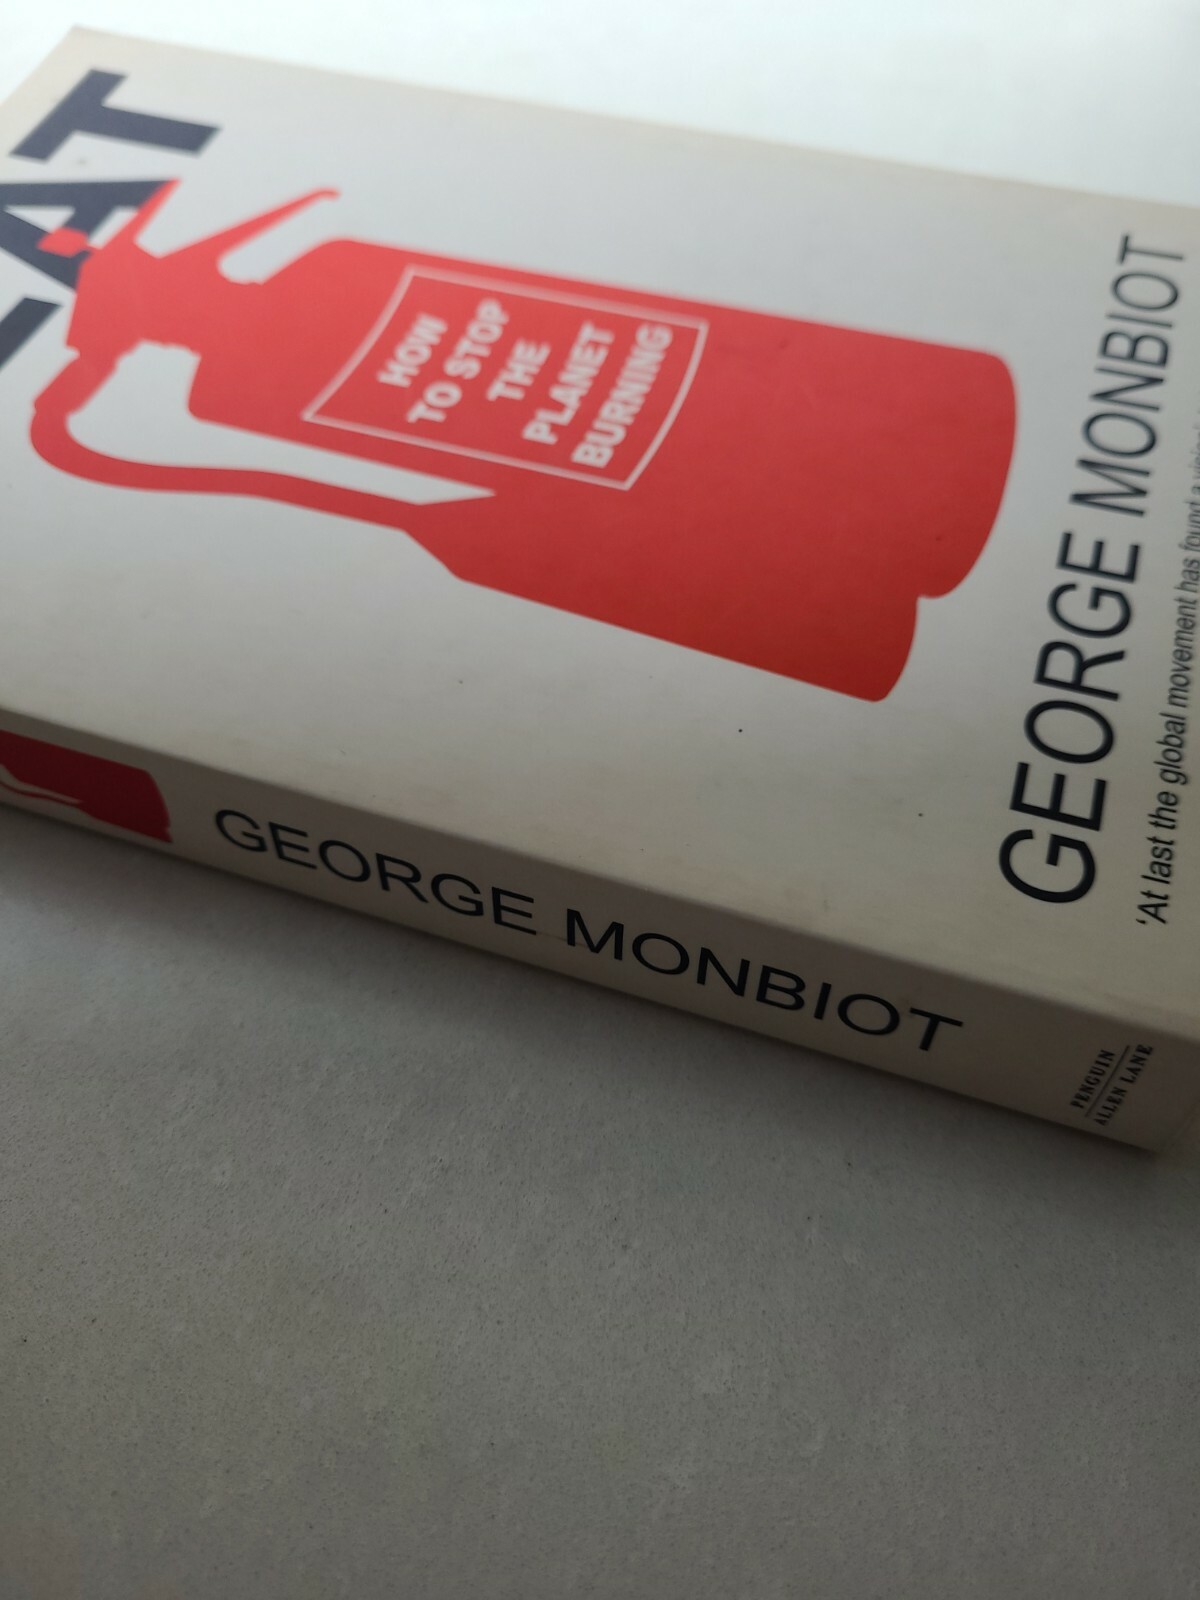 EAT
HOW
TO STOP
THE
PLANET
BURNING
GEORGE MONBIOT
'At last the global movement has found a
GEORGE MONBIOT
PENGUIN
ALLEN LANE